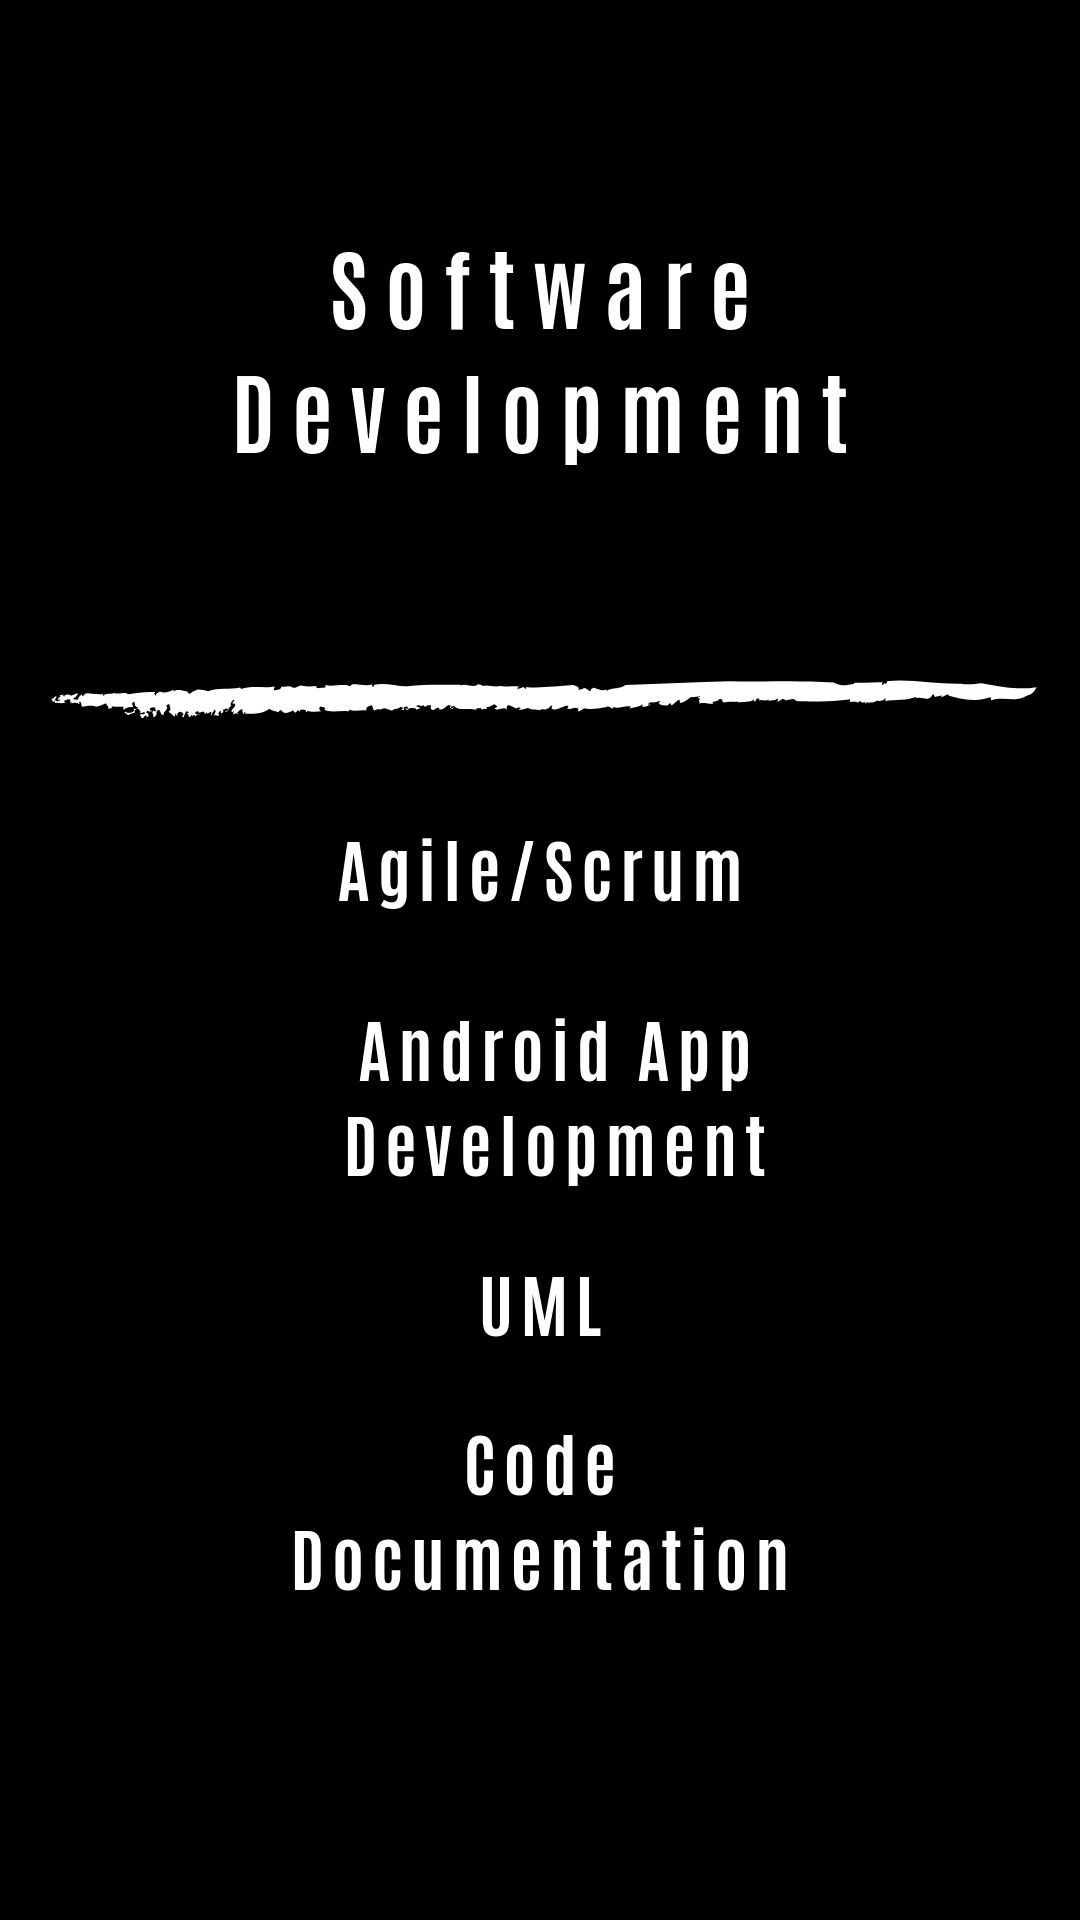 Software
Development
Agile/Scrum
Android App
Development
UML
Code
Documentation